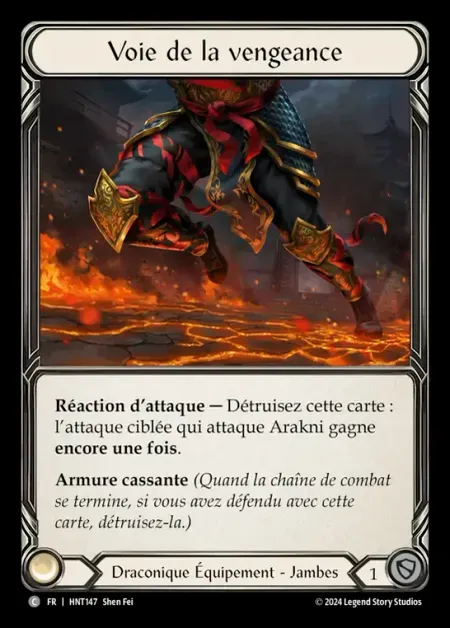 Voie de la vengeance
Réaction d'attaque — Détruisez cette carte :
l'attaque ciblée qui attaque Arakni gagne
encore une fois.
Armure cassante (Quand la chaîne de combat
se termine, si vous avez défendu avec cette
carte, détruisez-la.)
Draconique Équipement - Jambes 1
C FR | HNT147 Shen Fei © 2024 Legend Story Studios